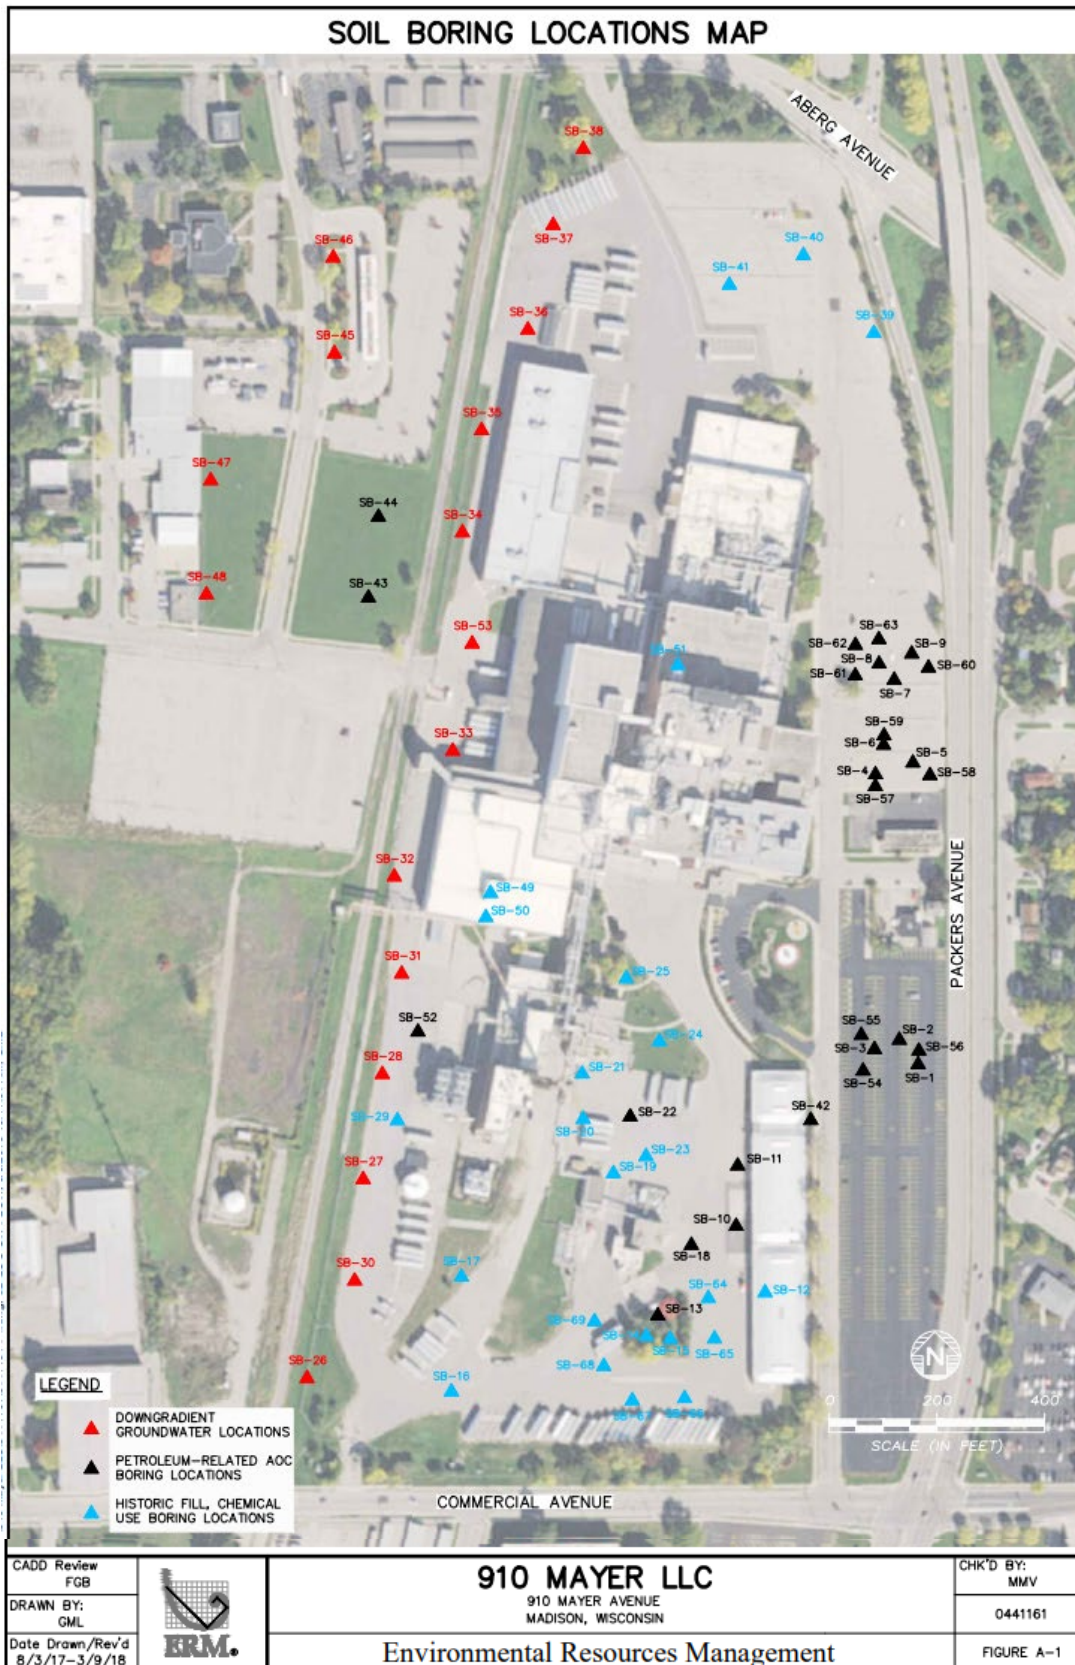 SOIL BORING LOCATIONS MAP
ABERG AVENUE
SB-38
SB-37
SB-46
SB-40
SB-41
SB-36
SB-39
SB-45
SB-35
SB-47
SB-44
SB-34
SB-48
SB-43
SB-53
SB-63
SB-62
SB-9
SB-8
SB-60
SB-61
SB-7
SB-51
SB-33
SB-59
SB-6
SB-5
SB-4
SB-58
SB-57
PACKERS AVENUE
SB-32
SB-49
SB-50
SB-31
SB-25
SB-52
SB-24
SB-55
SB-2
SB-3
SB-56
SB-1
SB-54
SB-28
SB-21
SB-29
SB-20
SB-22
SB-42
SB-23
SB-19
SB-11
SB-27
SB-10
SB-18
SB-30
SB-17
SB-64
SB-12
SB-13
SB-69
SB-15
SB-65
SB-68
SB-26
SB-16
N
0 200 400
SCALE (IN FEET)
LEGEND
DOWNGRADIENT
GROUNDWATER LOCATIONS
PETROLEUM-RELATED AOC
BORING LOCATIONS
HISTORIC FILL, CHEMICAL
USE BORING LOCATIONS
COMMERCIAL AVENUE
CADD Review
FGB
DRAWN BY:
GML
Date Drawn/Rev'd
8/3/17-3/9/18
ERM.
910 MAYER LLC
910 MAYER AVENUE
MADISON, WISCONSIN
Environmental Resources Management
CHK'D BY:
MMV
0441161
FIGURE A-1